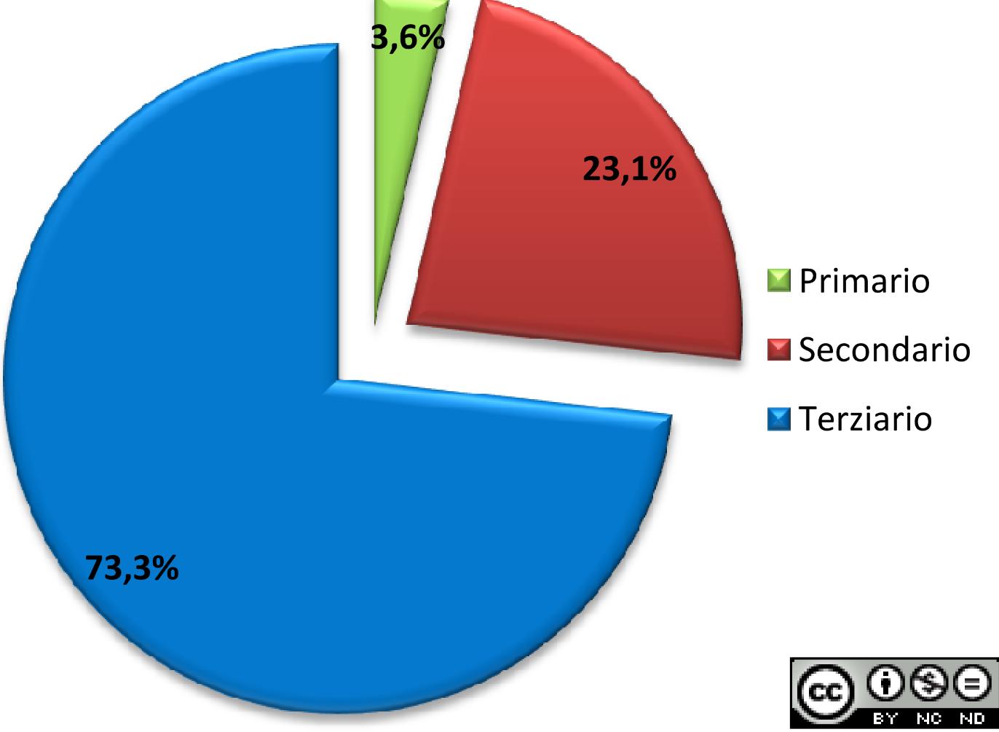 3,6%
23,1%
Primario
Secondario
Terziario
73,3%
cc
BY NC ND